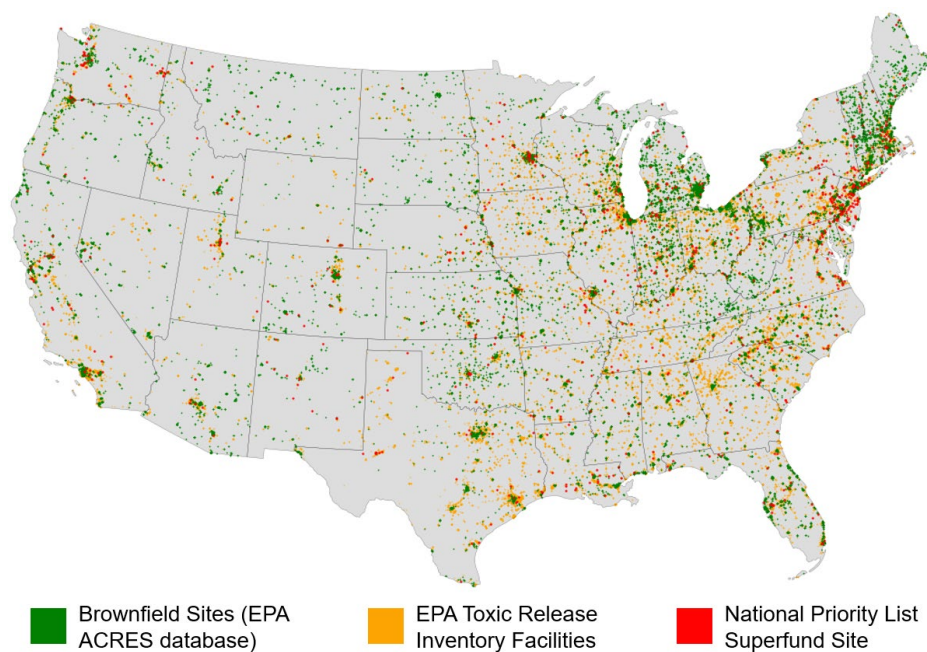 Brownfield Sites (EPA
ACRES database)
EPA Toxic Release
Inventory Facilities
National Priority List
Superfund Site